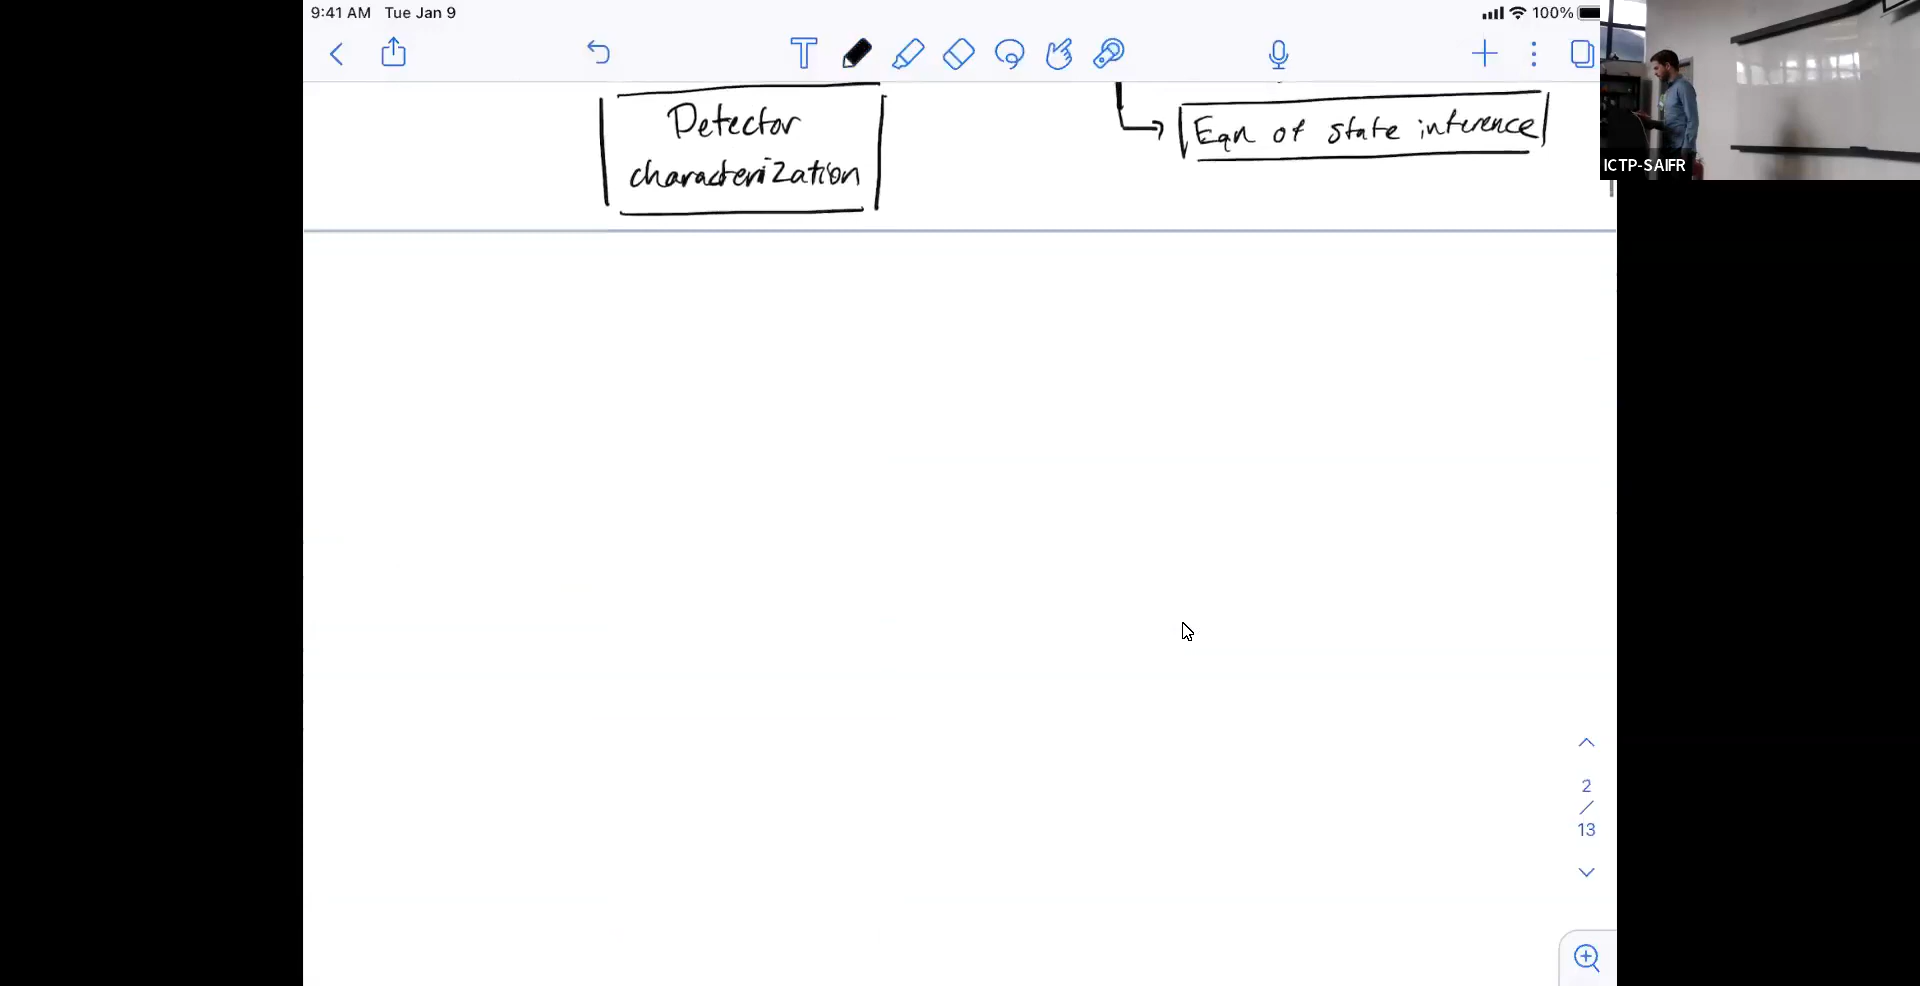 9:41 AM Tue Jan 9
100%
Detector
characterization
Eqn of state inference
ICTP-SAIFR
2
/
13